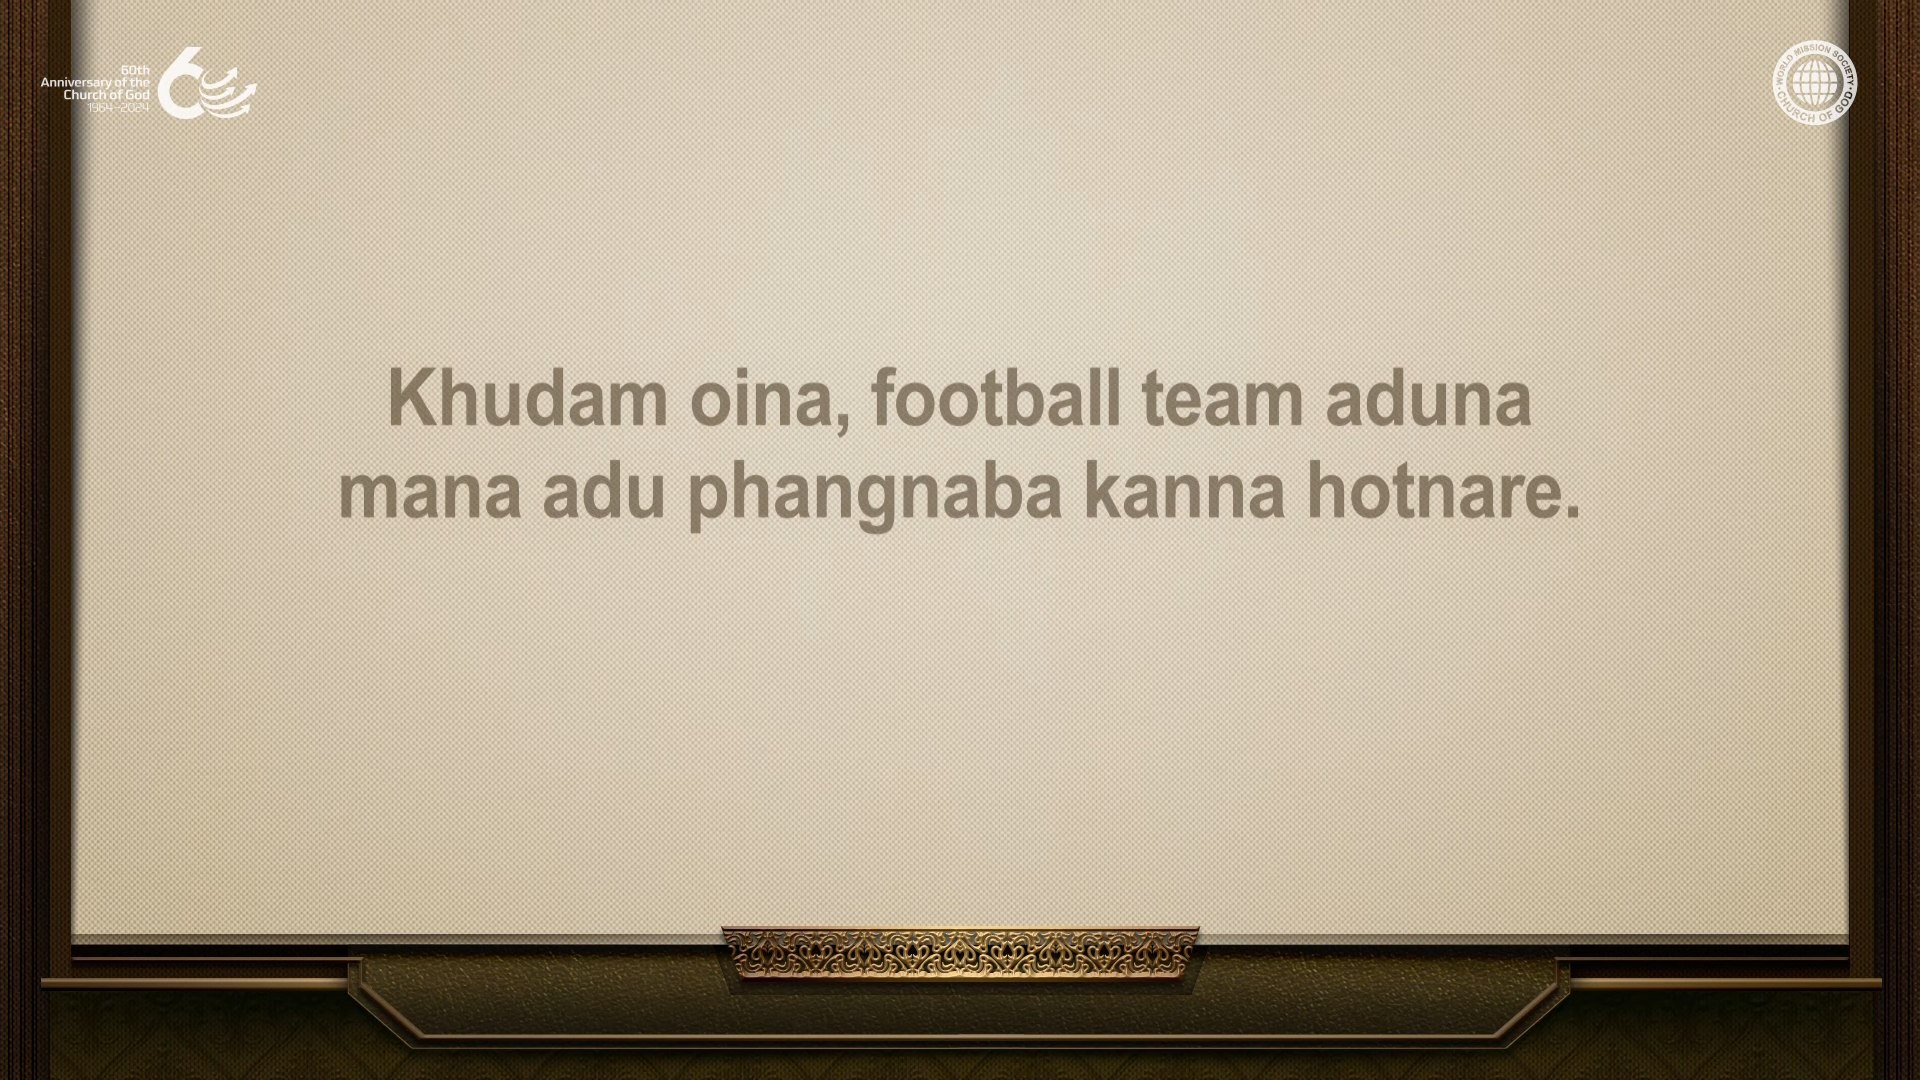 60th
Anniversary of the
Church of God
1964–2024
60
WORLD MISSION SOCIETY
CHURCH OF GOD
Khudam oina, football team aduna
mana adu phangnaba kanna hotnare.